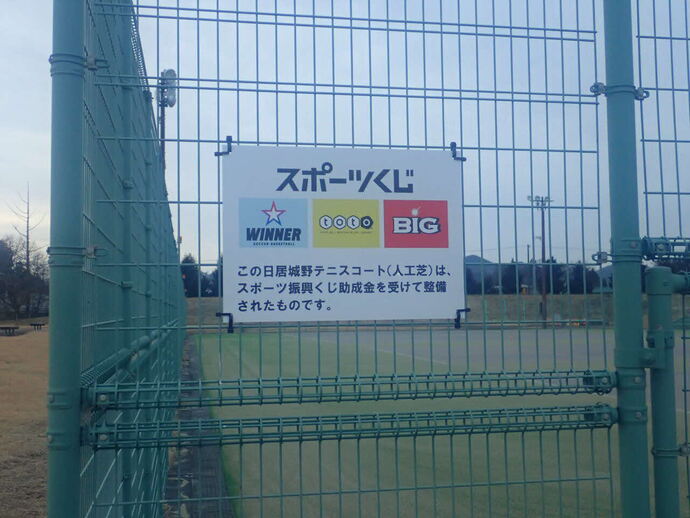 スポーツくじ
WINNER toto BIG
SOCCER BASKETBALL
この日居城野テニスコート(人工芝)は、
スポーツ振興くじ助成金を受けて整備
されたものです。